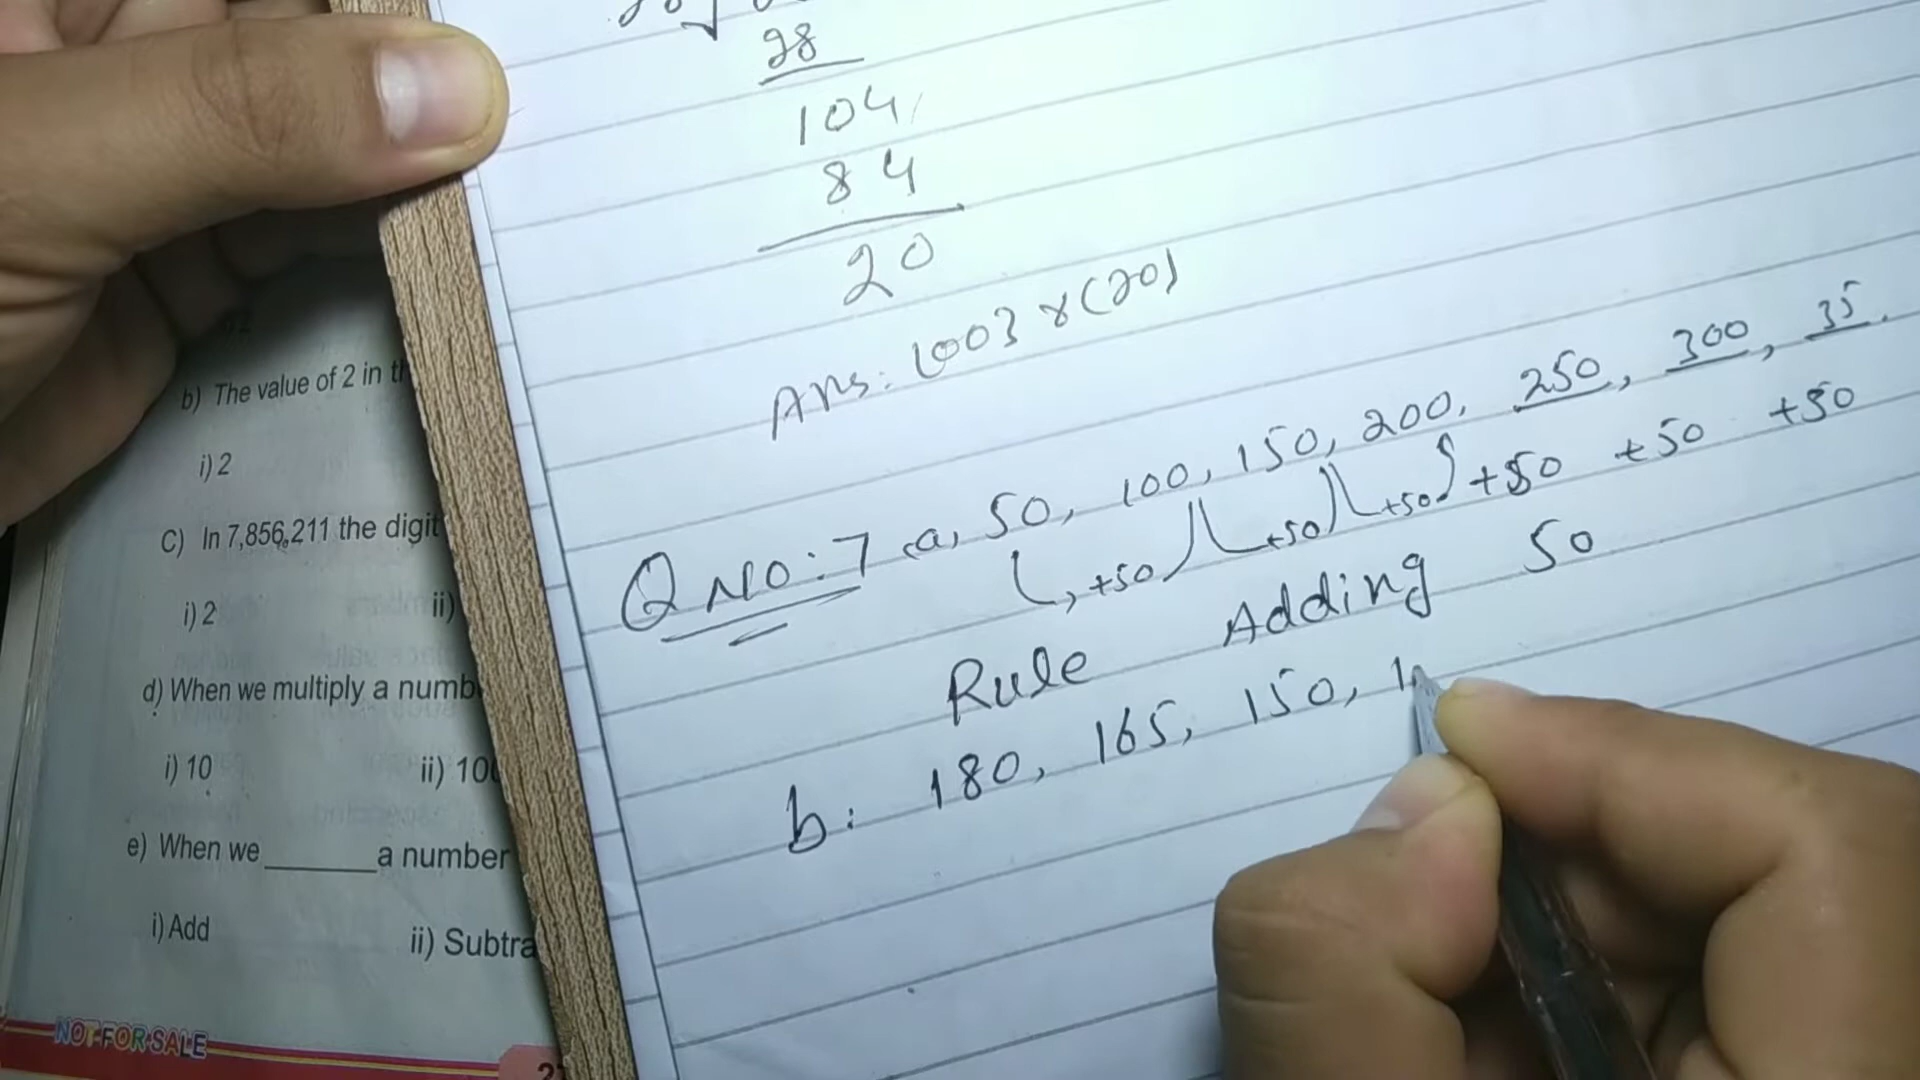 28
104
84
20
Ans: 1003 r(20)
Q NO: 7 a, 50, 100, 150, 200, 250, 300, 35.
+50 +50 +50 +50 +50 +50
Rule Adding 50
b: 180, 165, 150, 1
b) The value of 2 in th
i) 2
C) In 7,856,211 the digit
i) 2 ii)
d) When we multiply a numb
i) 10 ii) 100
e) When we ______ a number
i) Add ii) Subtra
NOT FOR SALE